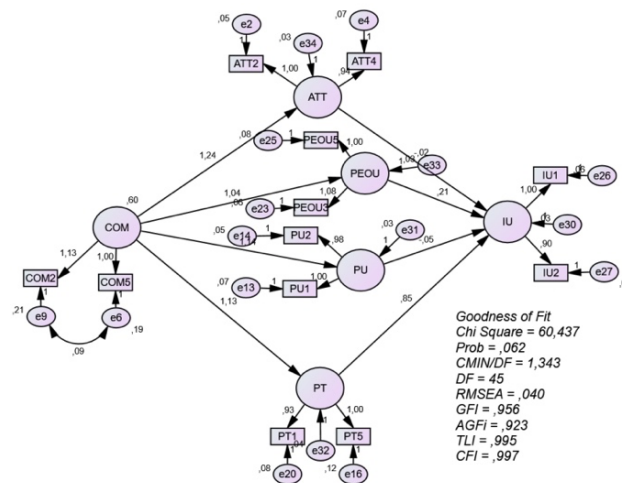 ,05
e2
1
,03
e34
1
,07
e4
1
ATT2
ATT4
1,00
,94
ATT
,08
e25
1
PEOU5
1,00
1,24
PEOU
1,09
-,02
e33
,21
IU1
1,00
1
e26
,60
1,04
e23
1
PEOU3
1,08
IU
e30
COM
,05
e14
1
PU2
,98
,03
e31
1
-,05
,90
IU2
1
e27
PU
,07
e13
1
PU1
1,00
1,13
1,00
COM2
COM5
1
1
,21
e9
e6
,19
,09
1,13
,85
PT
,93
1,00
PT1
PT5
1
1
1
e32
,08
e20
,12
e16
Goodness of Fit
Chi Square = 60,437
Prob = ,062
CMIN/DF = 1,343
DF = 45
RMSEA = ,040
GFI = ,956
AGFi = ,923
TLI = ,995
CFI = ,997